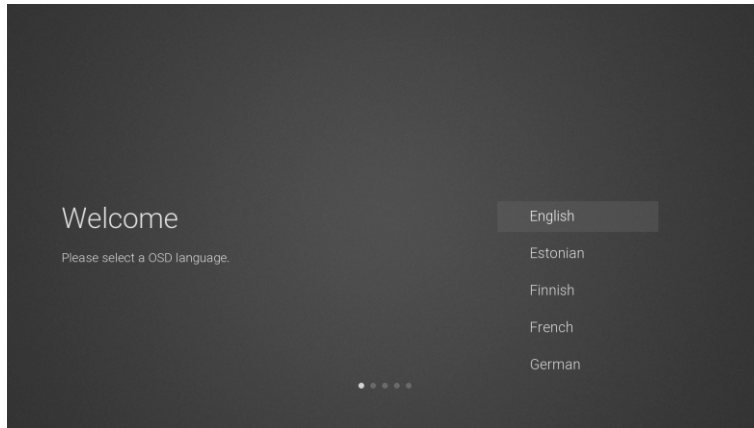 Welcome
Please select a OSD language.
English
Estonian
Finnish
French
German